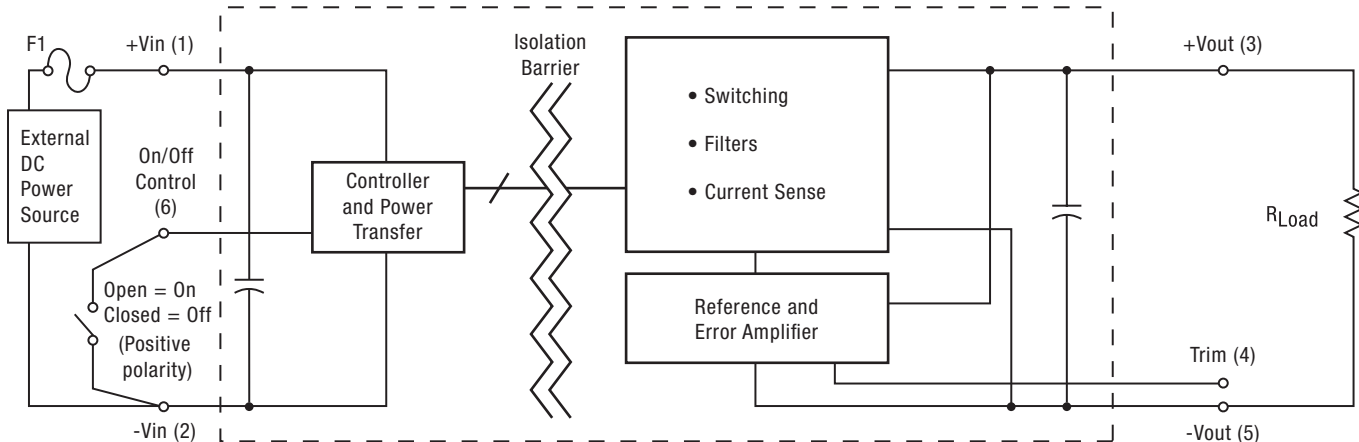 F1
+Vin (1)
External
DC
Power
Source
On/Off
Control
(6)
Open = On
Closed = Off
(Positive
polarity)
-Vin (2)
Controller
and Power
Transfer
Isolation
Barrier
• Switching
• Filters
• Current Sense
Reference and
Error Amplifier
+Vout (3)
RLoad
Trim (4)
-Vout (5)